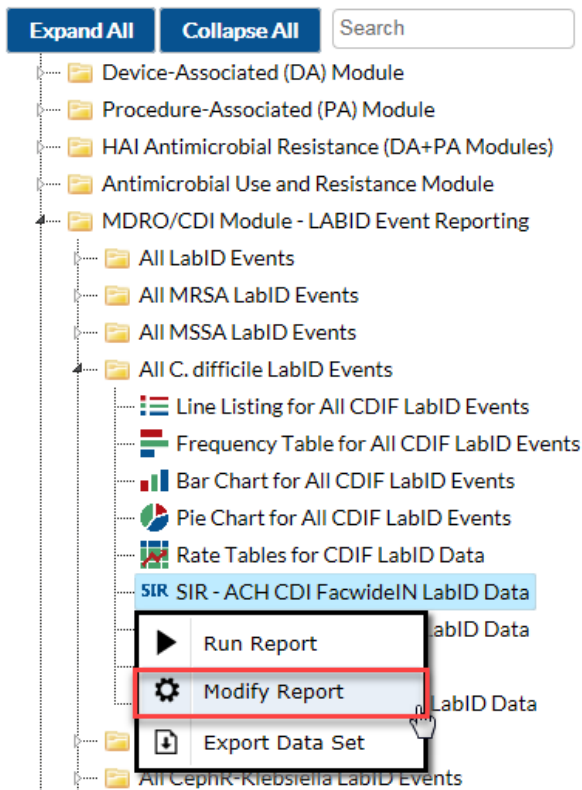 Expand All Collapse All Search
Device-Associated (DA) Module
Procedure-Associated (PA) Module
HAI Antimicrobial Resistance (DA+PA Modules)
Antimicrobial Use and Resistance Module
MDRO/CDI Module - LABID Event Reporting
All LabID Events
All MRSA LabID Events
All MSSA LabID Events
All C. difficile LabID Events
Line Listing for All CDIF LabID Events
Frequency Table for All CDIF LabID Events
Bar Chart for All CDIF LabID Events
Pie Chart for All CDIF LabID Events
Rate Tables for CDIF LabID Data
SIR SIR - ACH CDI FacwideIN LabID Data
LabID Data
Run Report
Modify Report
LabID Data
Export Data Set
All CephR-Klebsiella LabID Events